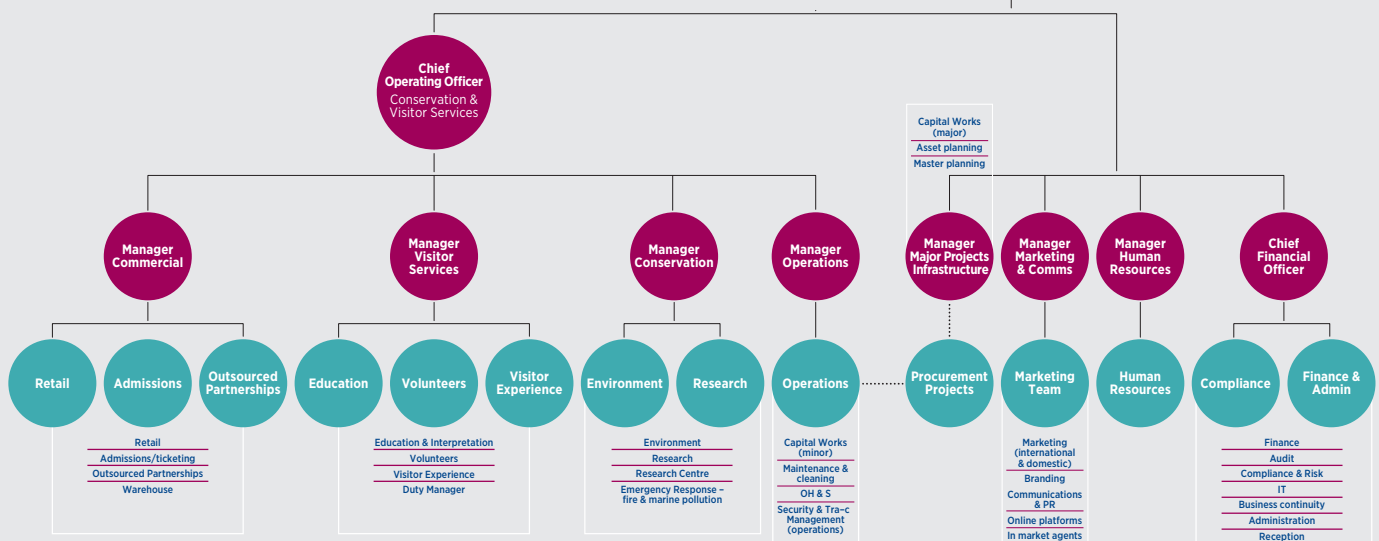 Chief
Operating Officer
Conservation &
Visitor Services
Capital Works
(major)
Asset planning
Master planning
Manager
Commercial
Manager
Visitor
Services
Manager
Conservation
Manager
Operations
Manager
Major Projects
Infrastructure
Manager
Marketing
& Comms
Manager
Human
Resources
Chief
Financial
Officer
Retail
Admissions
Outsourced
Partnerships
Education
Volunteers
Visitor
Experience
Environment
Research
Operations
Procurement
Projects
Marketing
Team
Human
Resources
Compliance
Finance &
Admin
Retail
Admissions/ticketing
Outsourced Partnerships
Warehouse
Education & Interpretation
Volunteers
Visitor Experience
Duty Manager
Environment
Research
Research Centre
Emergency Response –
fire & marine pollution
Capital Works
(minor)
Maintenance &
cleaning
OH & S
Security & Tra–c
Management
(operations)
Marketing
(international
& domestic)
Branding
Communications
& PR
Online platforms
In market agents
Finance
Audit
Compliance & Risk
IT
Business continuity
Administration
Reception